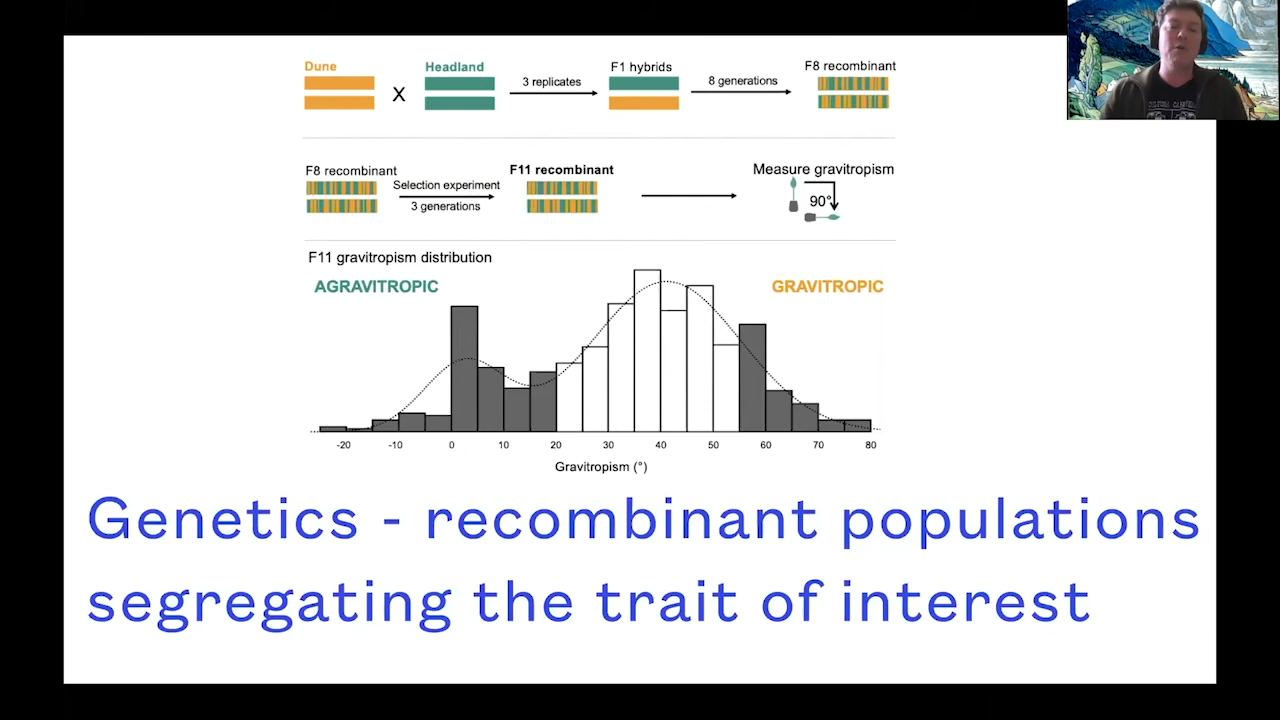 Dune
Headland
F1 hybrids
F8 recombinant
X
3 replicates
8 generations
F8 recombinant
Selection experiment
3 generations
F11 recombinant
Measure gravitropism
90°
F11 gravitropism distribution
AGRAVITROPIC
GRAVITROPIC
-20 -10 0 10 20 30 40 50 60 70 80
Gravitropism (°)
Genetics - recombinant populations
segregating the trait of interest